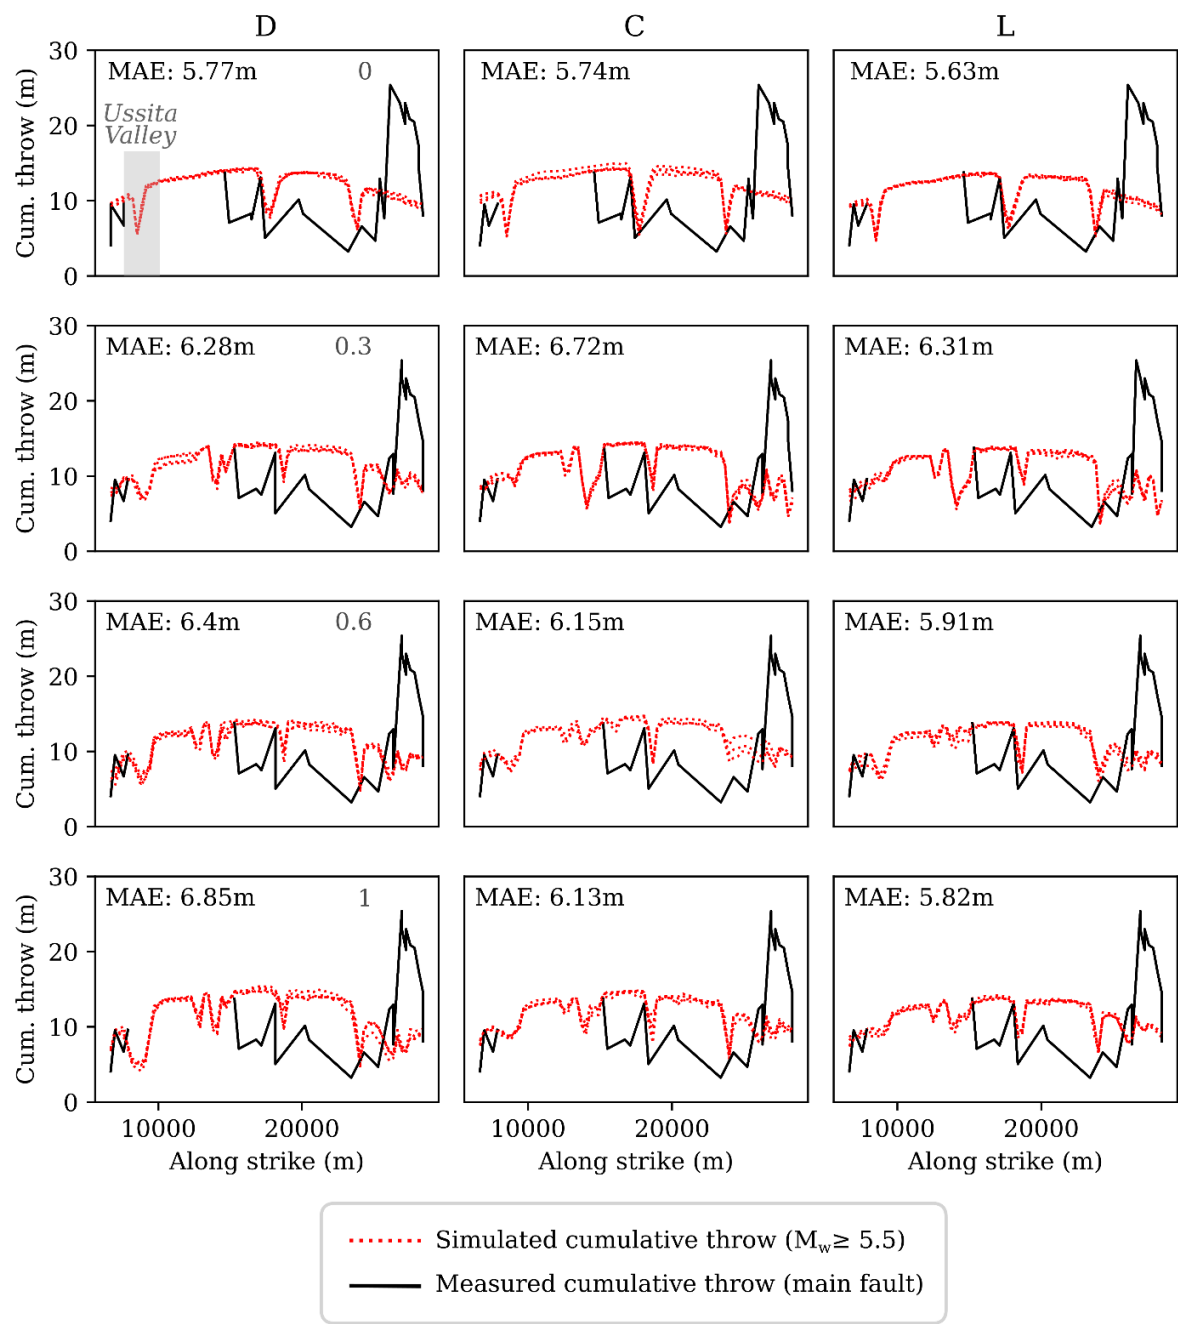 D C L
30
20
10
0
Cum. throw (m)
MAE: 5.77m 0
Ussita
Valley
MAE: 5.74m
MAE: 5.63m
30
20
10
0
Cum. throw (m)
MAE: 6.28m 0.3
MAE: 6.72m
MAE: 6.31m
30
20
10
0
Cum. throw (m)
MAE: 6.4m 0.6
MAE: 6.15m
MAE: 5.91m
30
20
10
0
Cum. throw (m)
MAE: 6.85m 1
MAE: 6.13m
MAE: 5.82m
10000 20000
Along strike (m)
10000 20000
Along strike (m)
10000 20000
Along strike (m)
Simulated cumulative throw (Mw≥ 5.5)
Measured cumulative throw (main fault)